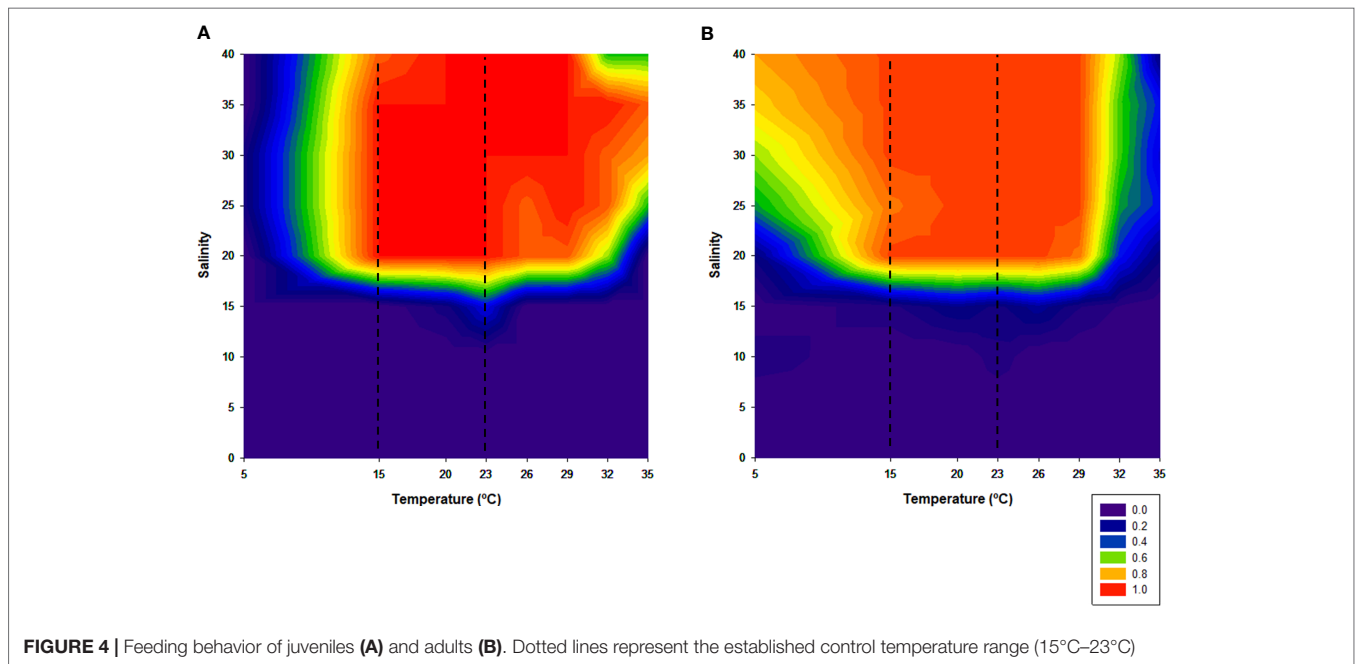 A
B
40
35
30
25
20
15
10
5
0
Salinity
5 15 20 23 26 29 32 35
Temperature (ºC)
40
35
30
25
20
15
10
5
0
Salinity
5 15 20 23 26 29 32 35
Temperature (ºC)
0.0
0.2
0.4
0.6
0.8
1.0
FIGURE 4 | Feeding behavior of juveniles (A) and adults (B). Dotted lines represent the established control temperature range (15°C–23°C)